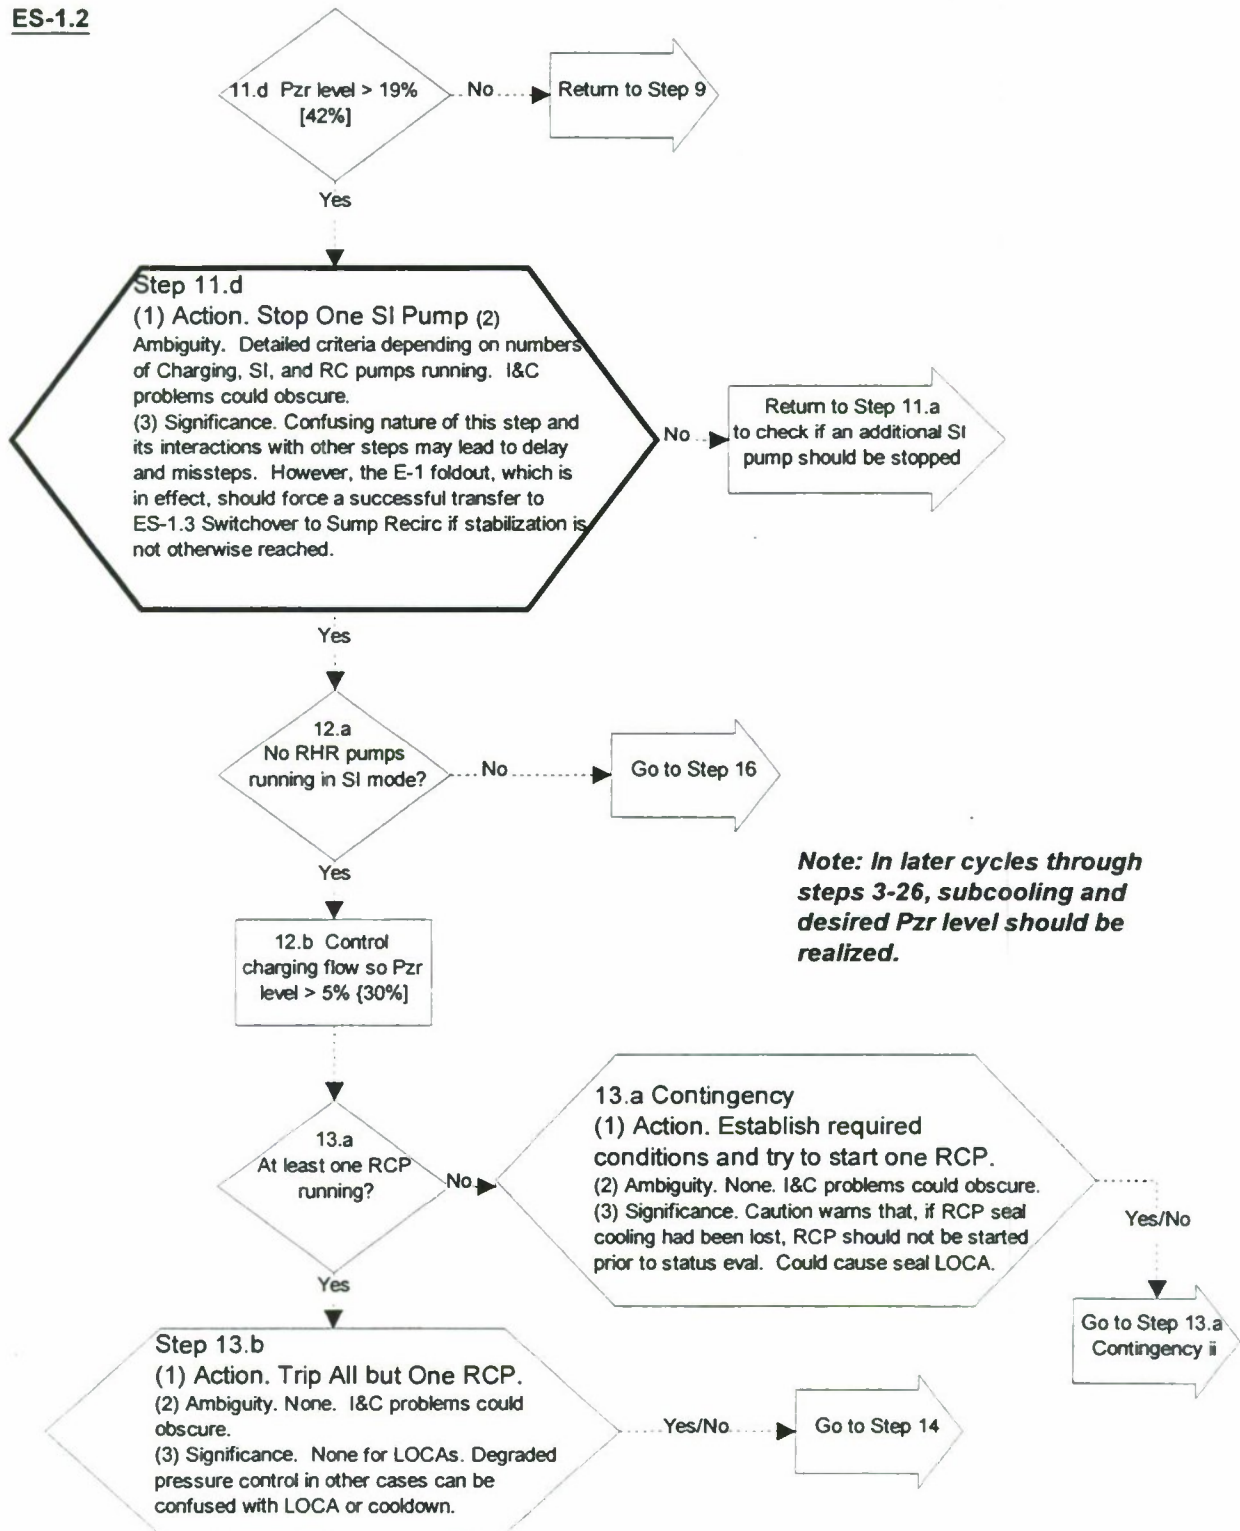 ES-1.2
11.d Pzr level > 19%
[42%]
No
Return to Step 9
Yes
Step 11.d
(1) Action. Stop One SI Pump (2)
Ambiguity. Detailed criteria depending on numbers
of Charging, SI, and RC pumps running. I&C
problems could obscure.
(3) Significance. Confusing nature of this step and
its interactions with other steps may lead to delay
and missteps. However, the E-1 foldout, which is
in effect, should force a successful transfer to
ES-1.3 Switchover to Sump Recirc if stabilization is
not otherwise reached.
No
Return to Step 11.a
to check if an additional SI
pump should be stopped
Yes
12.a
No RHR pumps
running in SI mode?
No
Go to Step 16
Yes
Note: In later cycles through
steps 3-26, subcooling and
desired Pzr level should be
realized.
12.b Control
charging flow so Pzr
level > 5% {30%]
13.a
At least one RCP
running?
No
13.a Contingency
(1) Action. Establish required
conditions and try to start one RCP.
(2) Ambiguity. None. I&C problems could obscure.
(3) Significance. Caution warns that, if RCP seal
cooling had been lost, RCP should not be started
prior to status eval. Could cause seal LOCA.
Yes/No
Go to Step 13.a
Contingency ii
Yes
Step 13.b
(1) Action. Trip All but One RCP.
(2) Ambiguity. None. I&C problems could
obscure.
(3) Significance. None for LOCAs. Degraded
pressure control in other cases can be
confused with LOCA or cooldown.
Yes/No
Go to Step 14